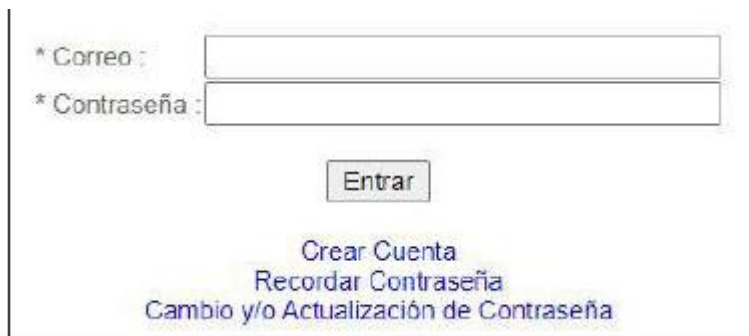 * Correo :
* Contraseña :
Entrar
Crear Cuenta
Recordar Contraseña
Cambio y/o Actualización de Contraseña